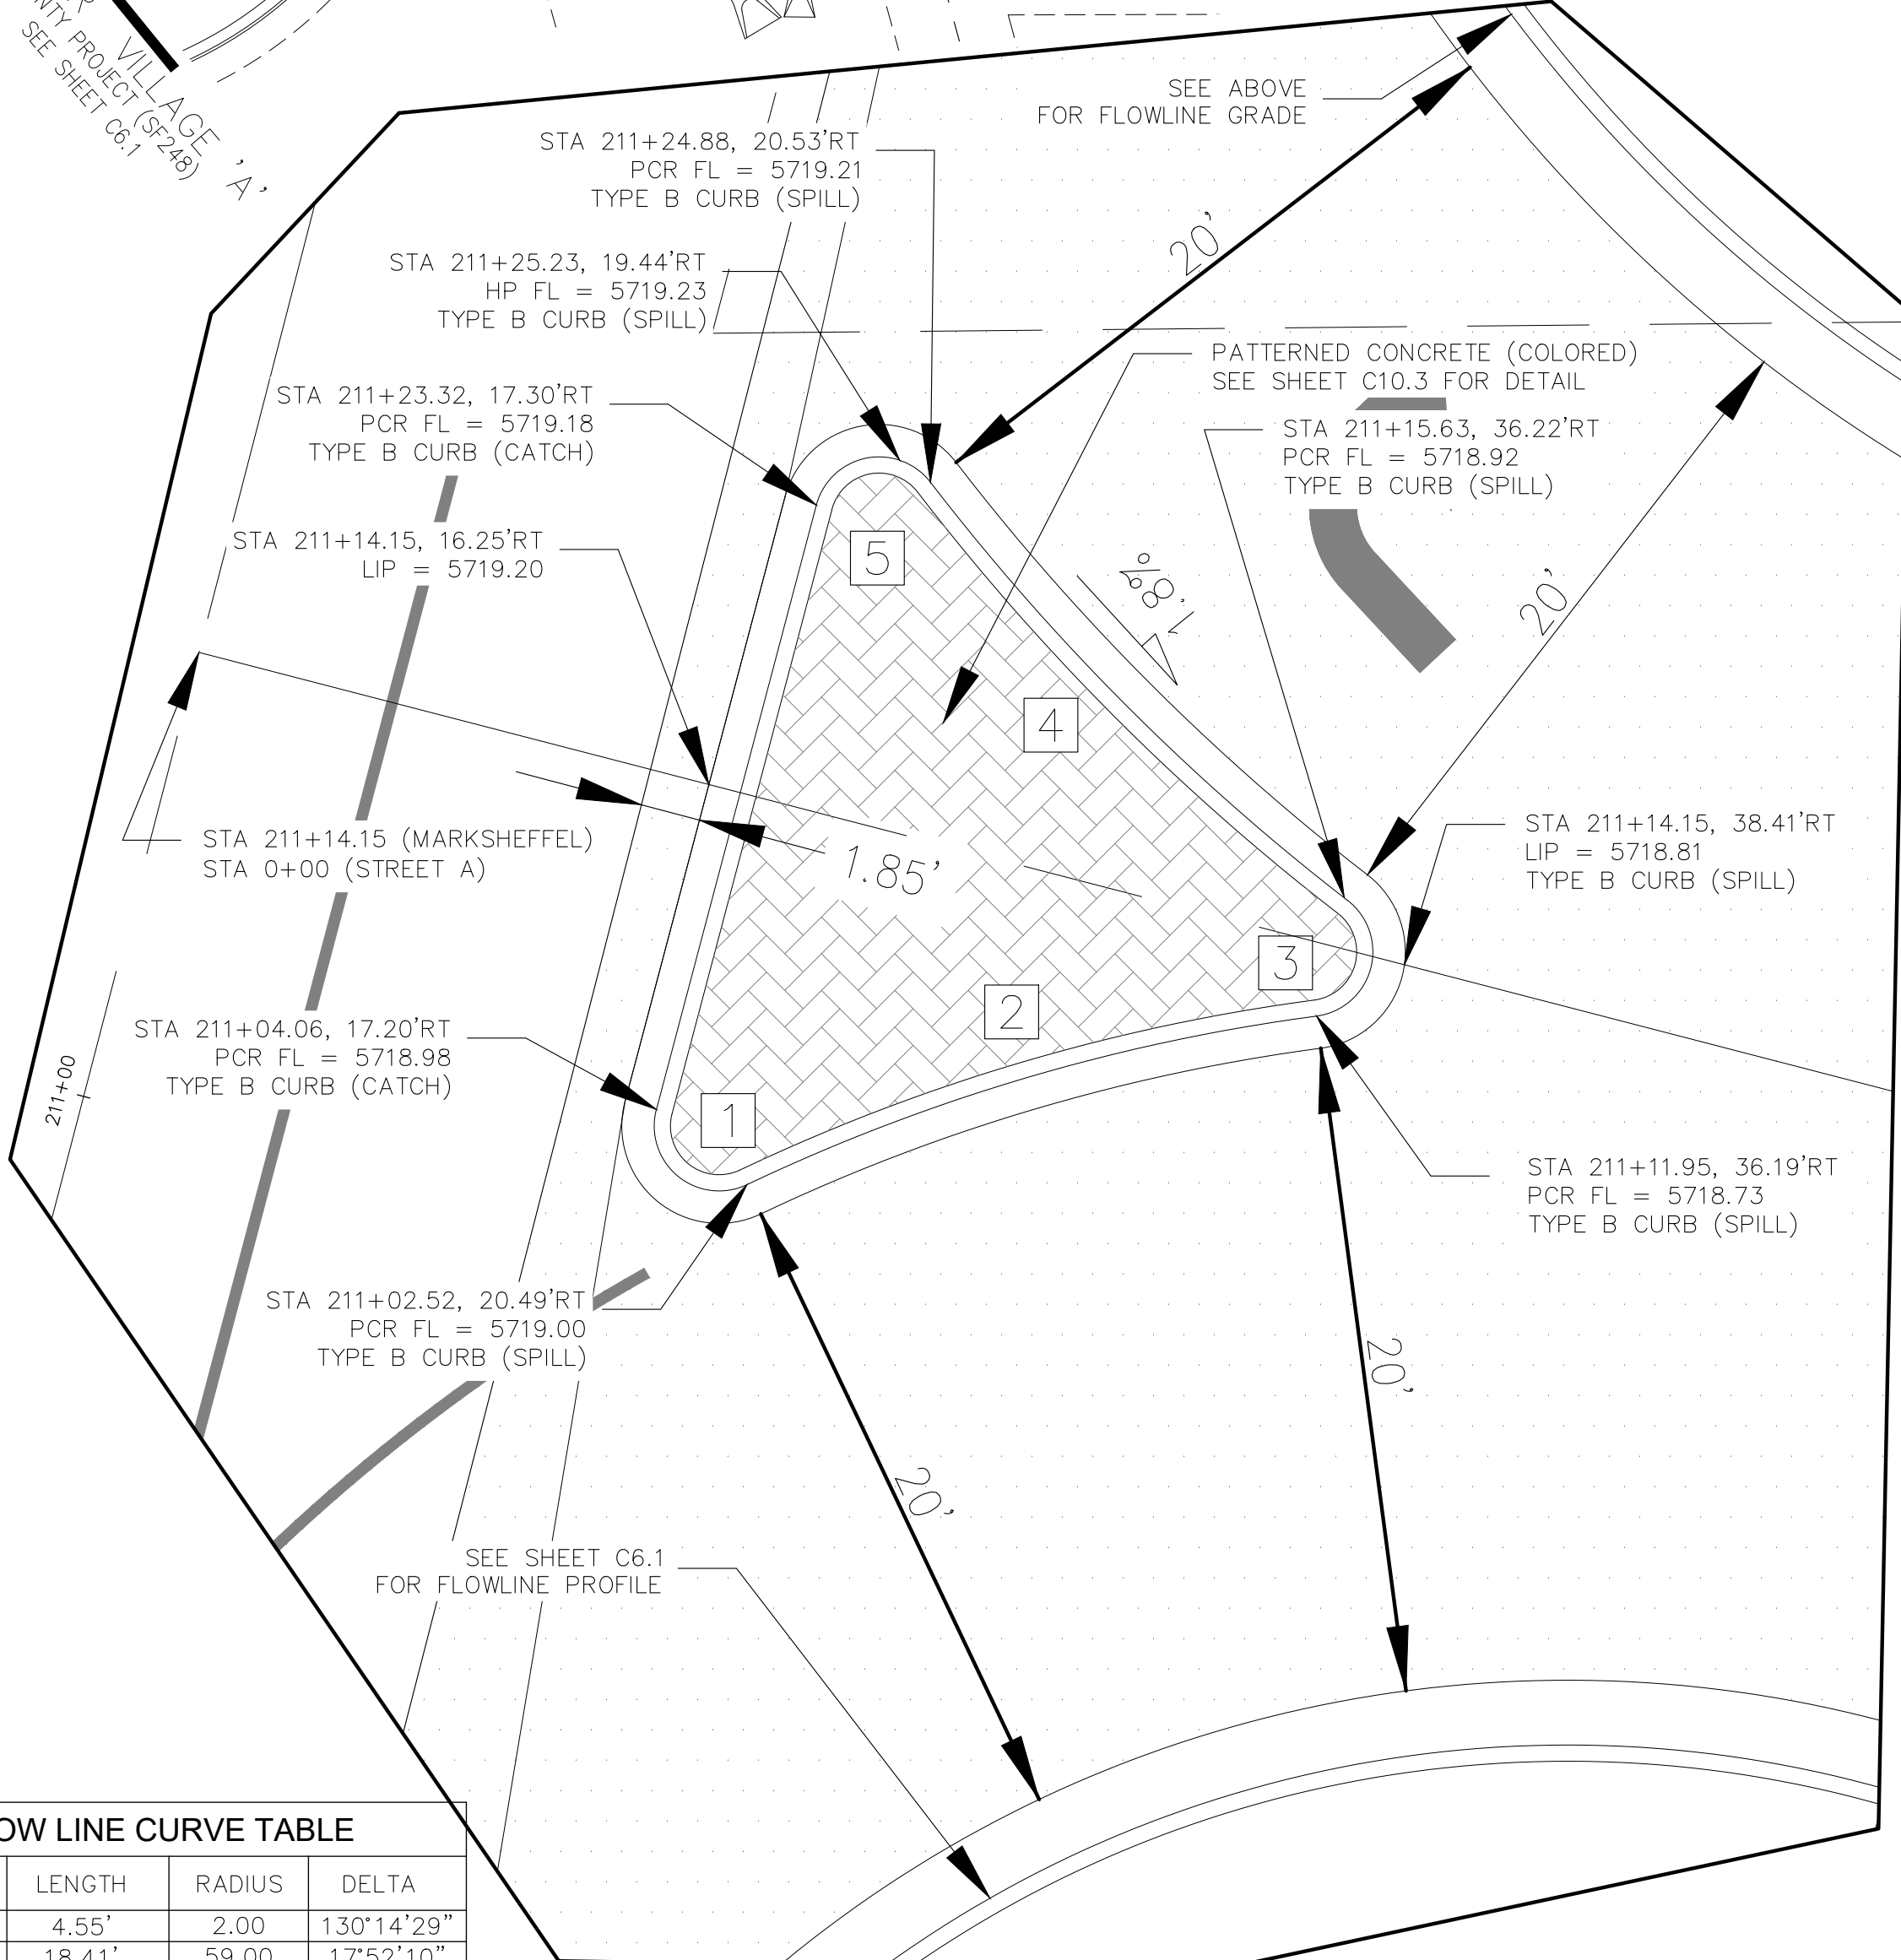 VILLAGE 'A'
PROJECT (SF248)
SEE SHEET C6.1
SEE ABOVE
FOR FLOWLINE GRADE
STA 211+24.88, 20.53'RT
PCR FL = 5719.21
TYPE B CURB (SPILL)
20'
STA 211+25.23, 19.44'RT
HP FL = 5719.23
TYPE B CURB (SPILL)
PATTERNED CONCRETE (COLORED)
SEE SHEET C10.3 FOR DETAIL
STA 211+23.32, 17.30'RT
PCR FL = 5719.18
TYPE B CURB (CATCH)
STA 211+15.63, 36.22'RT
PCR FL = 5718.92
TYPE B CURB (SPILL)
STA 211+14.15, 16.25'RT
LIP = 5719.20
5
1.8%
20'
4
STA 211+14.15 (MARKSHEFFEL)
STA 0+00 (STREET A)
1.85'
STA 211+14.15, 38.41'RT
LIP = 5718.81
TYPE B CURB (SPILL)
3
2
STA 211+04.06, 17.20'RT
PCR FL = 5718.98
TYPE B CURB (CATCH)
211+00
1
STA 211+11.95, 36.19'RT
PCR FL = 5718.73
TYPE B CURB (SPILL)
STA 211+02.52, 20.49'RT
PCR FL = 5719.00
TYPE B CURB (SPILL)
20'
20'
SEE SHEET C6.1
FOR FLOWLINE PROFILE
OW LINE CURVE TABLE
LENGTH RADIUS DELTA
4.55' 2.00 130°14'29"
18.41' 59.00 17°52'10"